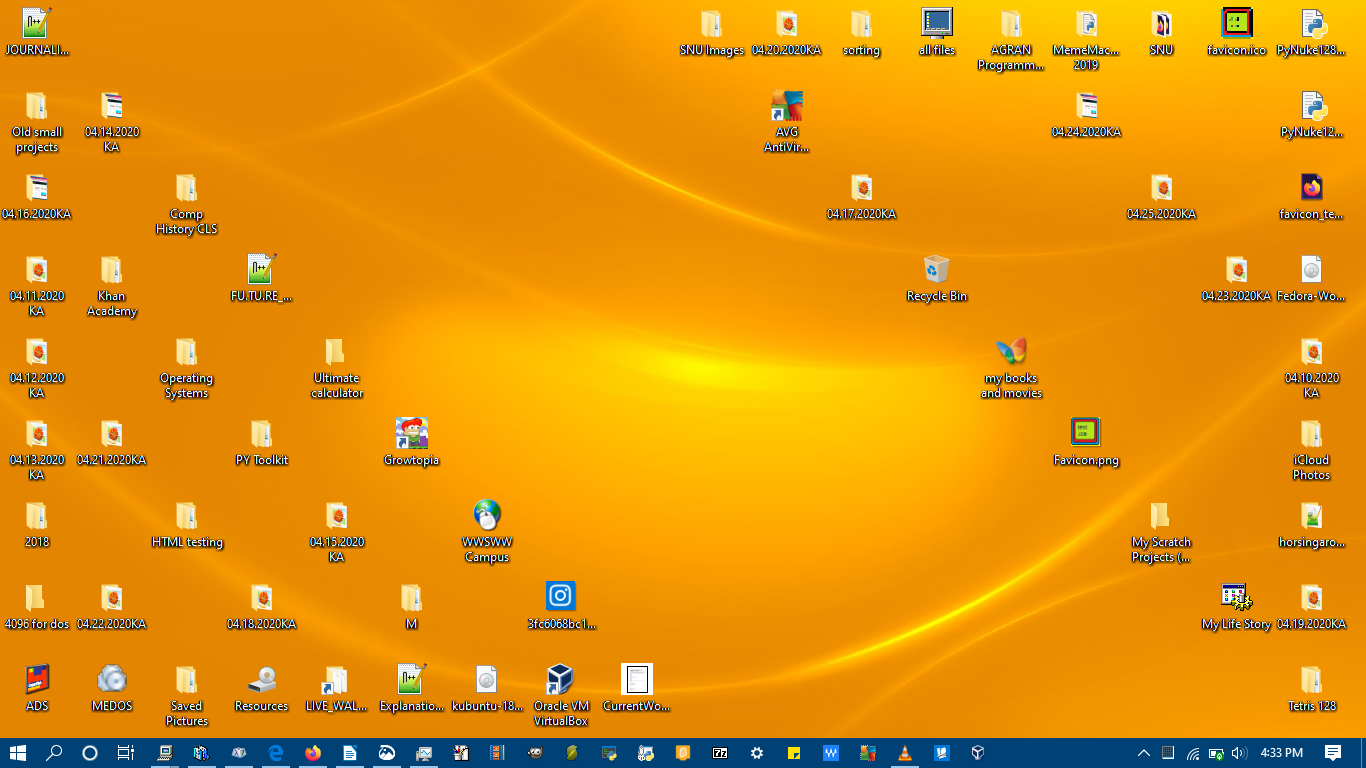 JOURNALI...
SNU Images
04.20.2020KA
sorting
all files
AGRAN
Programm...
MemeMac...
2019
SNU
favicon.ico
PyNuke128...
Old small
projects
04.14.2020
KA
AVG
AntiVir...
04.24.2020KA
PyNuke12...
04.16.2020KA
Comp
History CLS
04.17.2020KA
04.25.2020KA
favicon_te...
04.11.2020
KA
Khan
Academy
FU.TU.RE_...
Recycle Bin
04.23.2020KA
Fedora-Wo...
04.12.2020
KA
Operating
Systems
Ultimate
calculator
my books
and movies
04.10.2020
KA
04.13.2020
KA
04.21.2020KA
PY Toolkit
Growtopia
Favicon.png
iCloud
Photos
2018
HTML testing
04.15.2020
KA
WWSWW
Campus
My Scratch
Projects (...
horsingaro...
4096 for dos
04.22.2020KA
04.18.2020KA
M
3fc6068bc1...
My Life Story
04.19.2020KA
ADS
MEDOS
Saved
Pictures
Resources
LIVE_WAL...
Explanatio...
kubuntu-18...
Oracle VM
VirtualBox
CurrentWo...
Tetris 128
4:33 PM